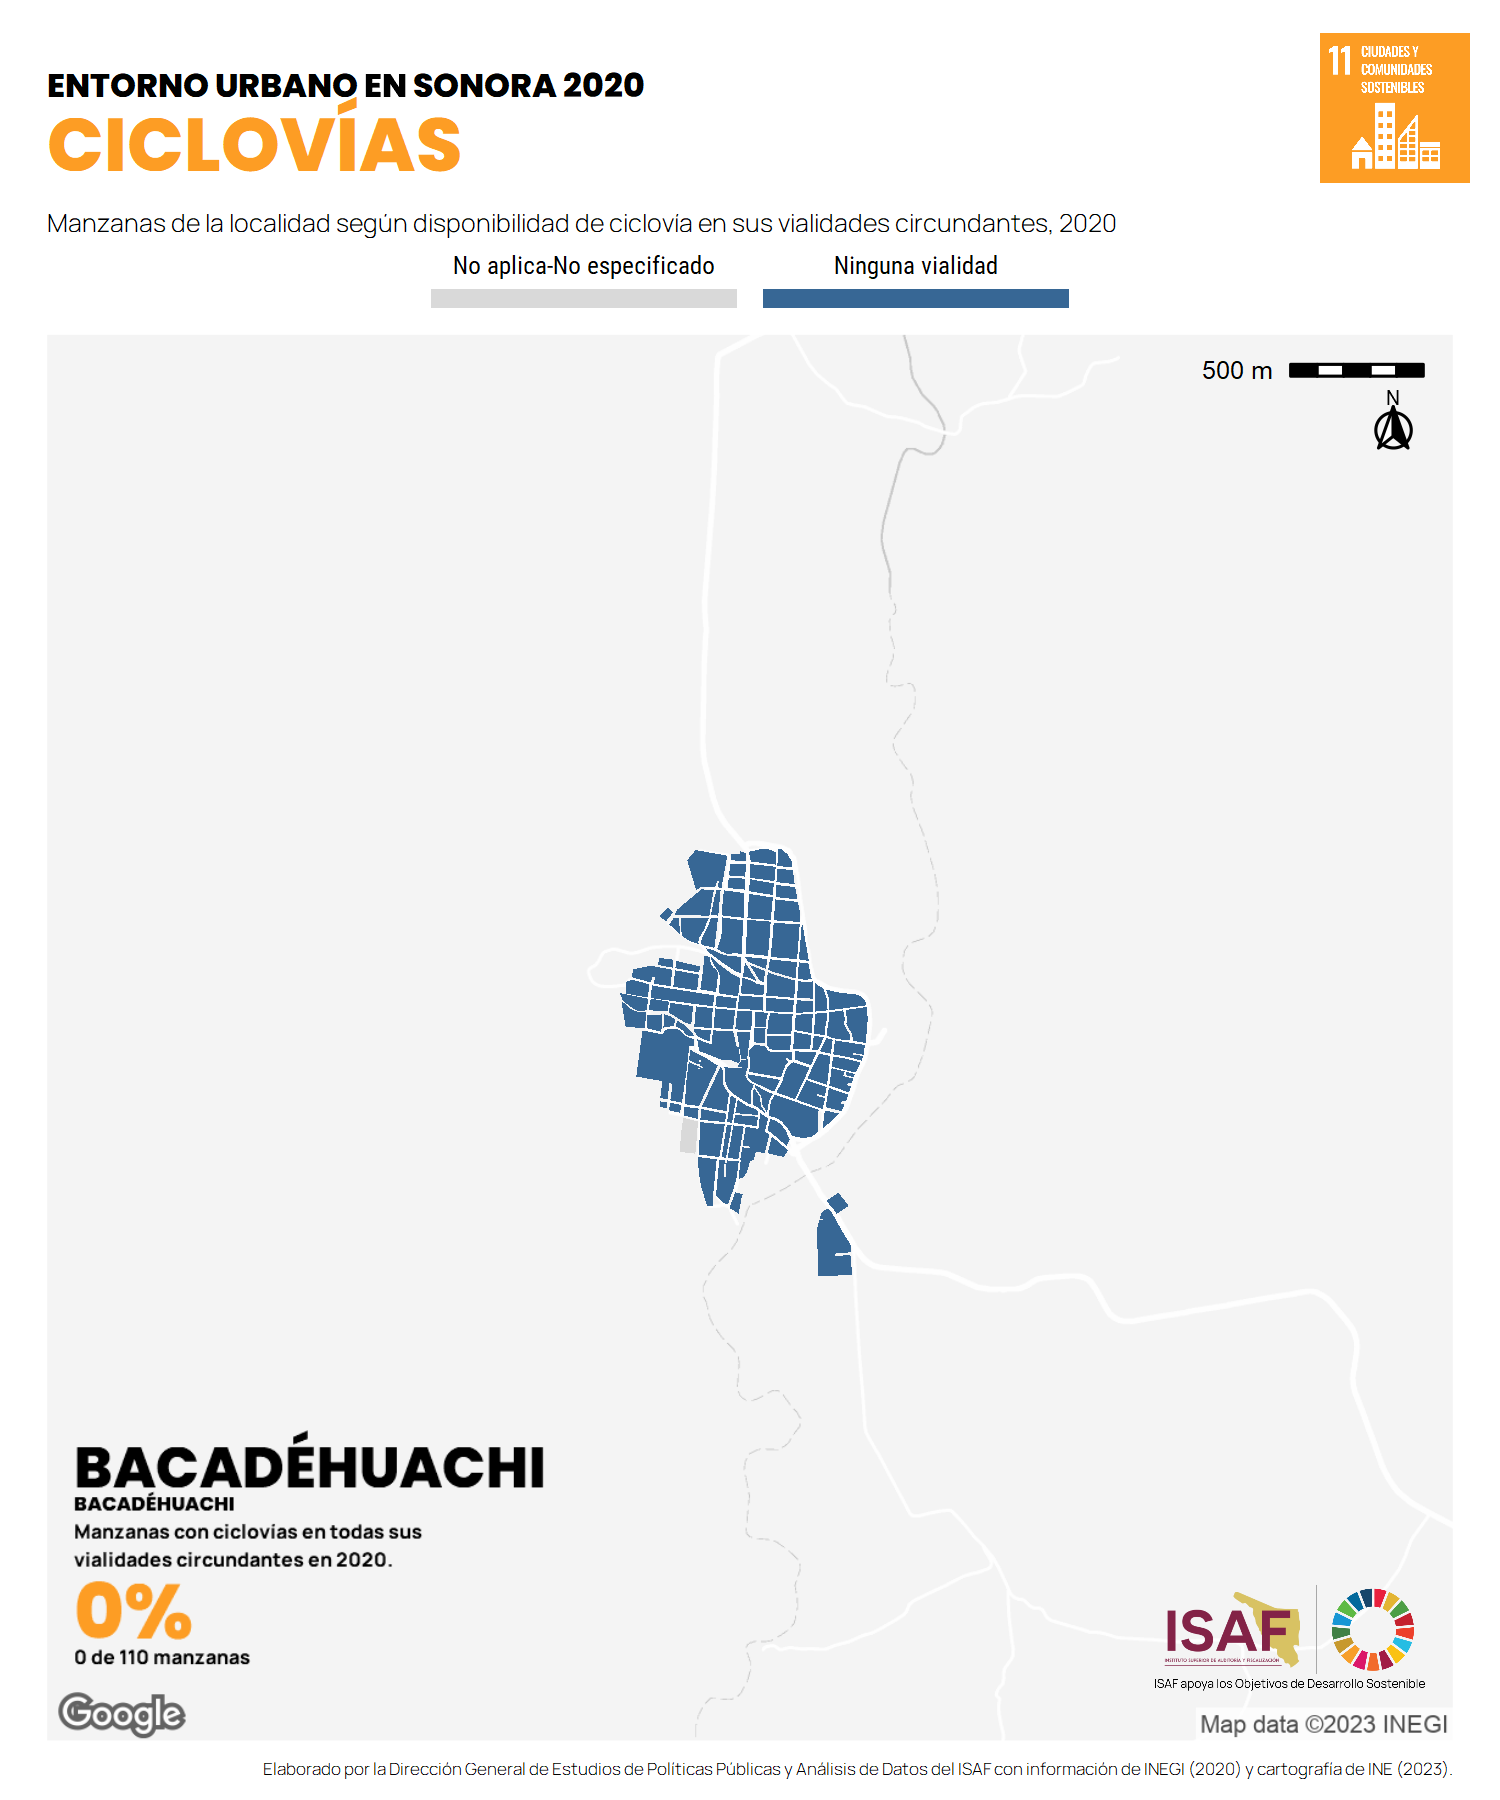 ENTORNO URBANO EN SONORA 2020
CICLOVÍAS
11 CIUDADES Y
COMUNIDADES
SOSTENIBLES
Manzanas de la localidad según disponibilidad de ciclovía en sus vialidades circundantes, 2020
No aplica-No especificado
Ninguna vialidad
500 m
N
BACADÉHUACHI
BACADÉHUACHI
Manzanas con ciclovias en todas sus
vialidades circundantes en 2020.
0%
0 de 110 manzanas
ISAF
INSTITUTO SUPERIOR DE AUDITORÍA Y FISCALIZACIÓN
ISAF apoya los Objetivos de Desarrollo Sostenible
Google
Map data ©2023 INEGI
Elaborado por la Dirección General de Estudios de Políticas Públicas y Análisis de Datos del ISAF con información de INEGI (2020) y cartografía de INE (2023).